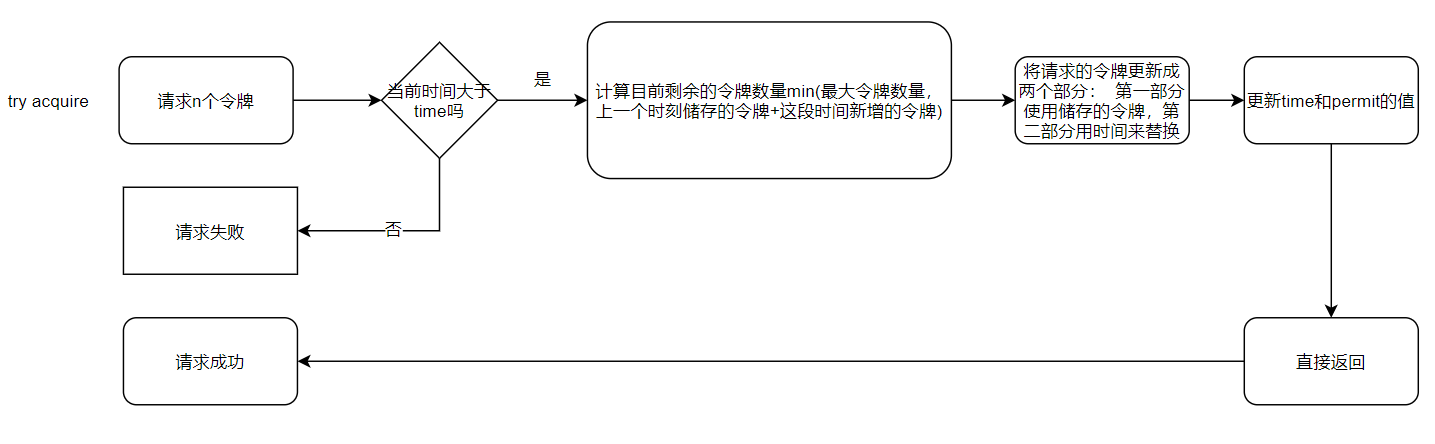 try acquire
请求n个令牌
当前时间大于
time吗
是
计算目前剩余的令牌数量min(最大令牌数量，
上一个时刻储存的令牌+这段时间新增的令牌)
将请求的令牌更新成
两个部分： 第一部分
使用储存的令牌，第
二部分用时间来替换
更新time和permit的值
否
请求失败
直接返回
请求成功